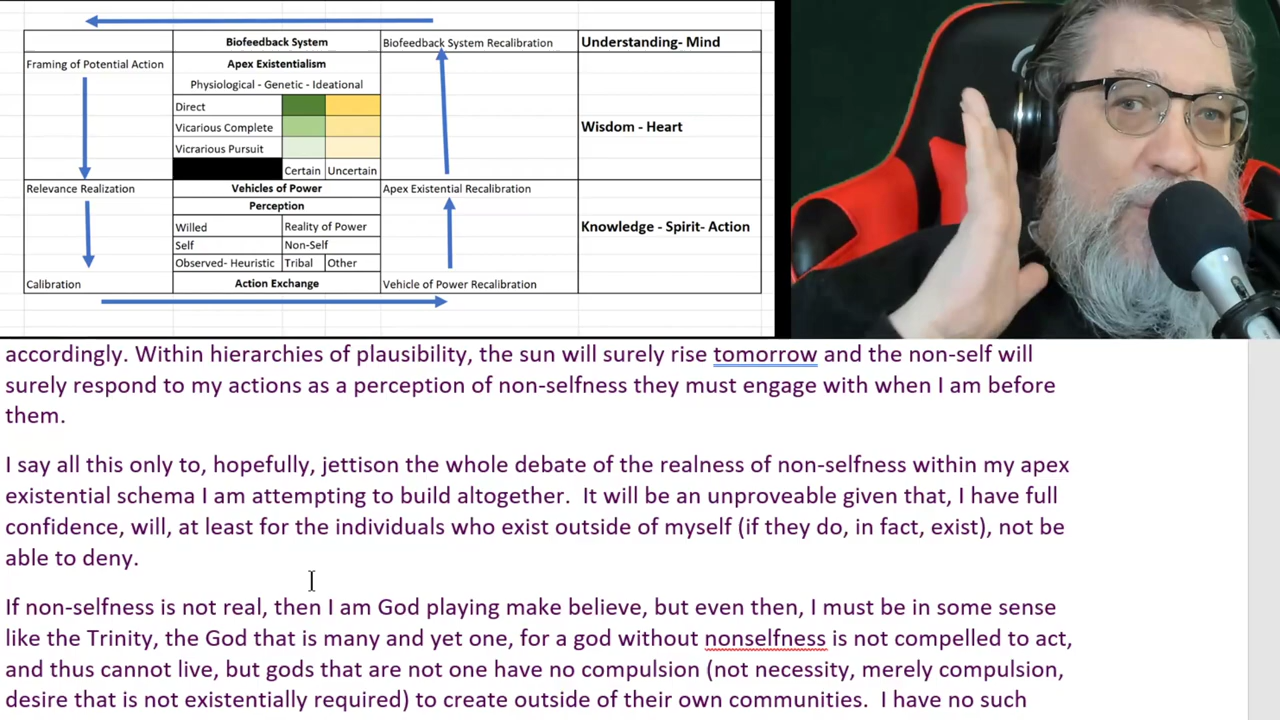 Biofeedback System Biofeedback System Recalibration Understanding- Mind
Framing of Potential Action Apex Existentialism
Physiological - Genetic - Ideational
Direct
Vicarious Complete Wisdom - Heart
Vicrarious Pursuit
Certain Uncertain
Relevance Realization Vehicles of Power Apex Existential Recalibration
Perception
Willed Reality of Power Knowledge - Spirit- Action
Self Non-Self
Observed- Heuristic Tribal Other
Calibration Action Exchange Vehicle of Power Recalibration
accordingly. Within hierarchies of plausibility, the sun will surely rise tomorrow and the non-self will
surely respond to my actions as a perception of non-selfness they must engage with when I am before
them.
I say all this only to, hopefully, jettison the whole debate of the realness of non-selfness within my apex
existential schema I am attempting to build altogether. It will be an unproveable given that, I have full
confidence, will, at least for the individuals who exist outside of myself (if they do, in fact, exist), not be
able to deny.
If non-selfness is not real, then I am God playing make believe, but even then, I must be in some sense
like the Trinity, the God that is many and yet one, for a god without nonselfness is not compelled to act,
and thus cannot live, but gods that are not one have no compulsion (not necessity, merely compulsion,
desire that is not existentially required) to create outside of their own communities. I have no such